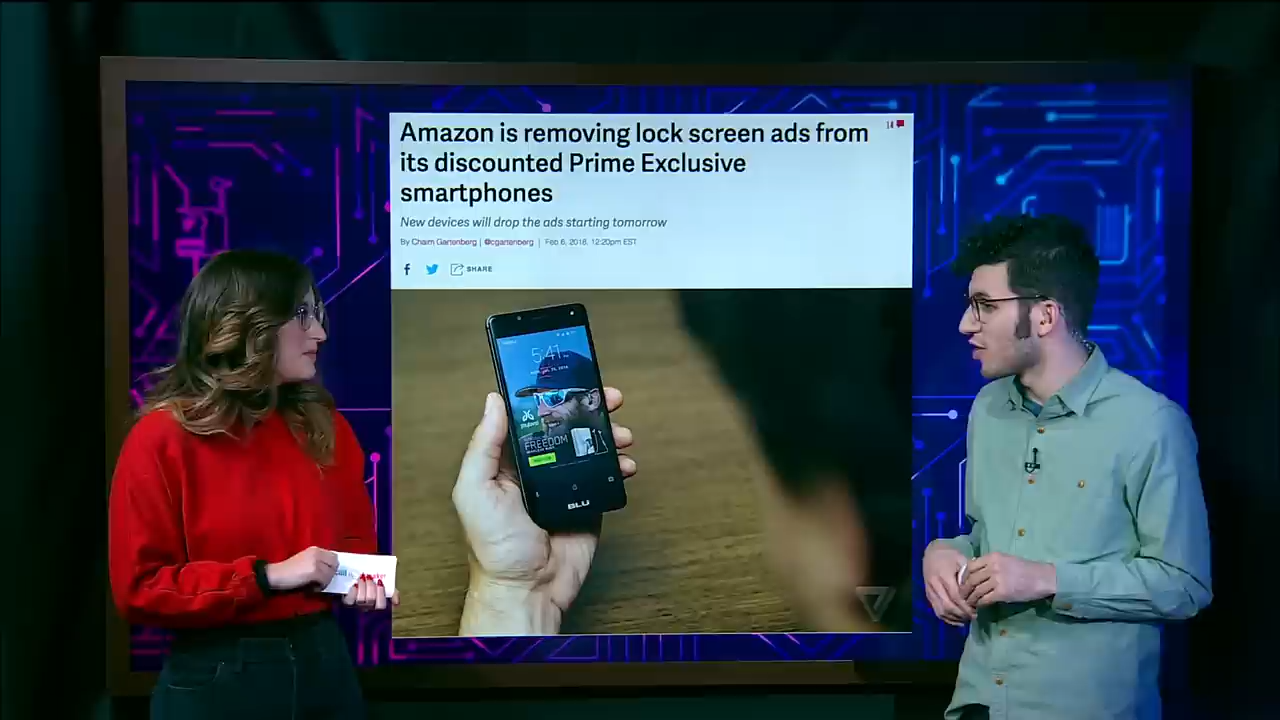 Amazon is removing lock screen ads from
its discounted Prime Exclusive
smartphones
14
New devices will drop the ads starting tomorrow
By Chaim Gartenberg | @cgartenberg | Feb 6, 2018, 12:20pm EST
SHARE
5:41
FREEDOM
BLU